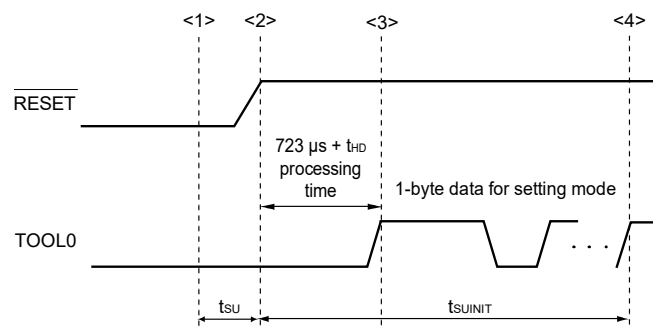 <1> <2> <3> <4>
RESET
723 µs + tHD
processing
time
1-byte data for setting mode
TOOL0
. . .
tSU
tSUINIT